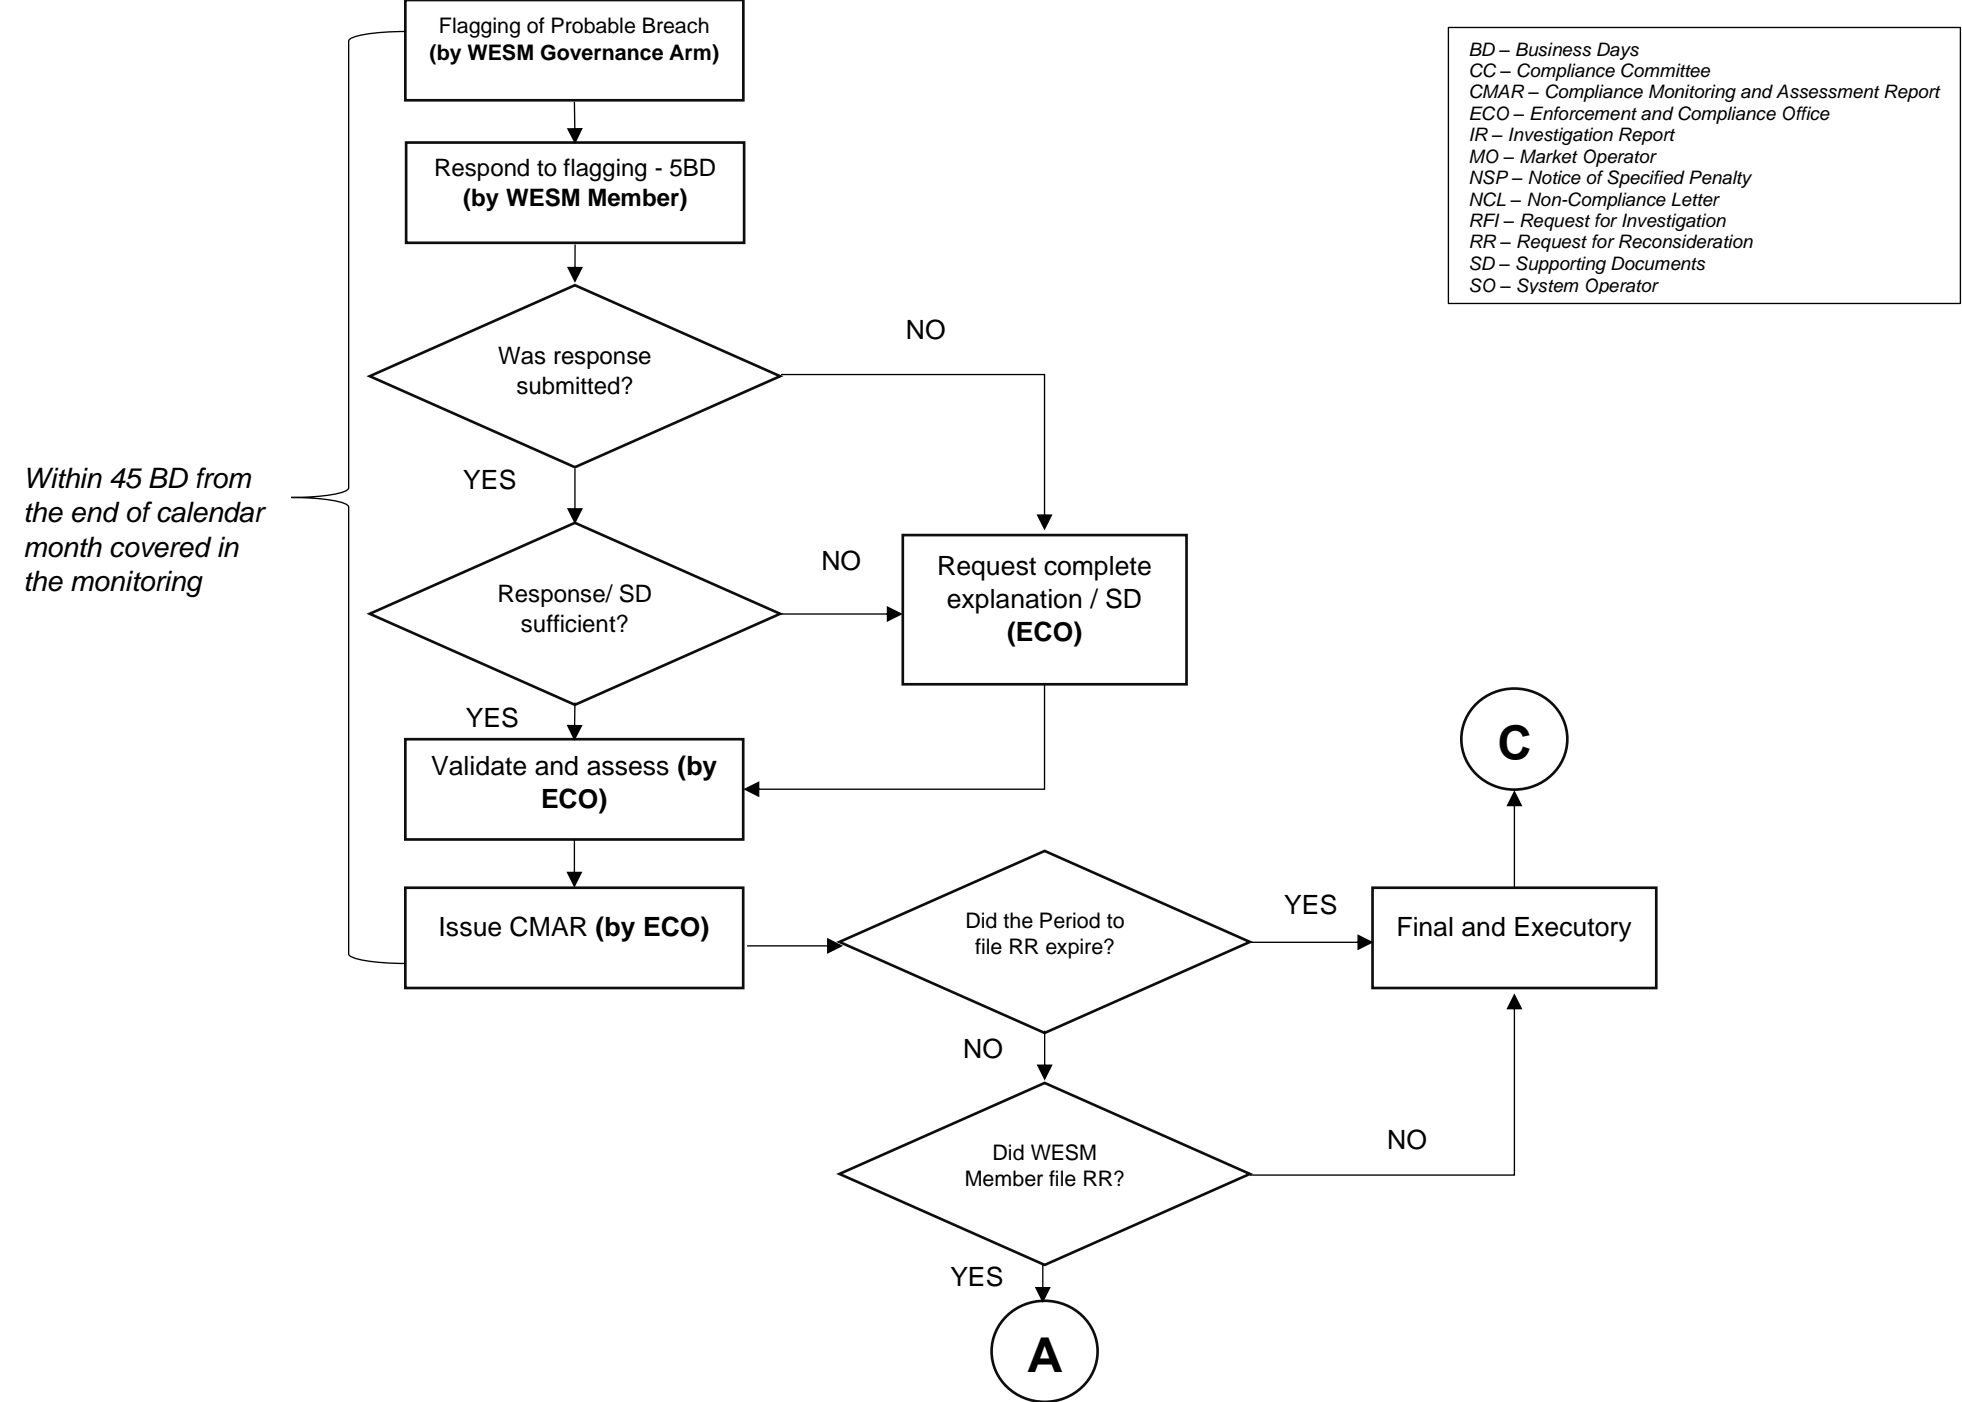 Flagging of Probable Breach
(by WESM Governance Arm)
BD – Business Days
CC – Compliance Committee
CMAR – Compliance Monitoring and Assessment Report
ECO – Enforcement and Compliance Office
IR – Investigation Report
MO – Market Operator
NSP – Notice of Specified Penalty
NCL – Non-Compliance Letter
RFI – Request for Investigation
RR – Request for Reconsideration
SD – Supporting Documents
SO – System Operator
Respond to flagging - 5BD
(by WESM Member)
NO
Was response
submitted?
YES
Within 45 BD from
the end of calendar
month covered in
the monitoring
NO
Request complete
explanation / SD
(ECO)
Response/ SD
sufficient?
YES
Validate and assess (by
ECO)
C
Issue CMAR (by ECO)
Did the Period to
file RR expire?
YES
Final and Executory
NO
Did WESM
Member file RR?
NO
YES
A